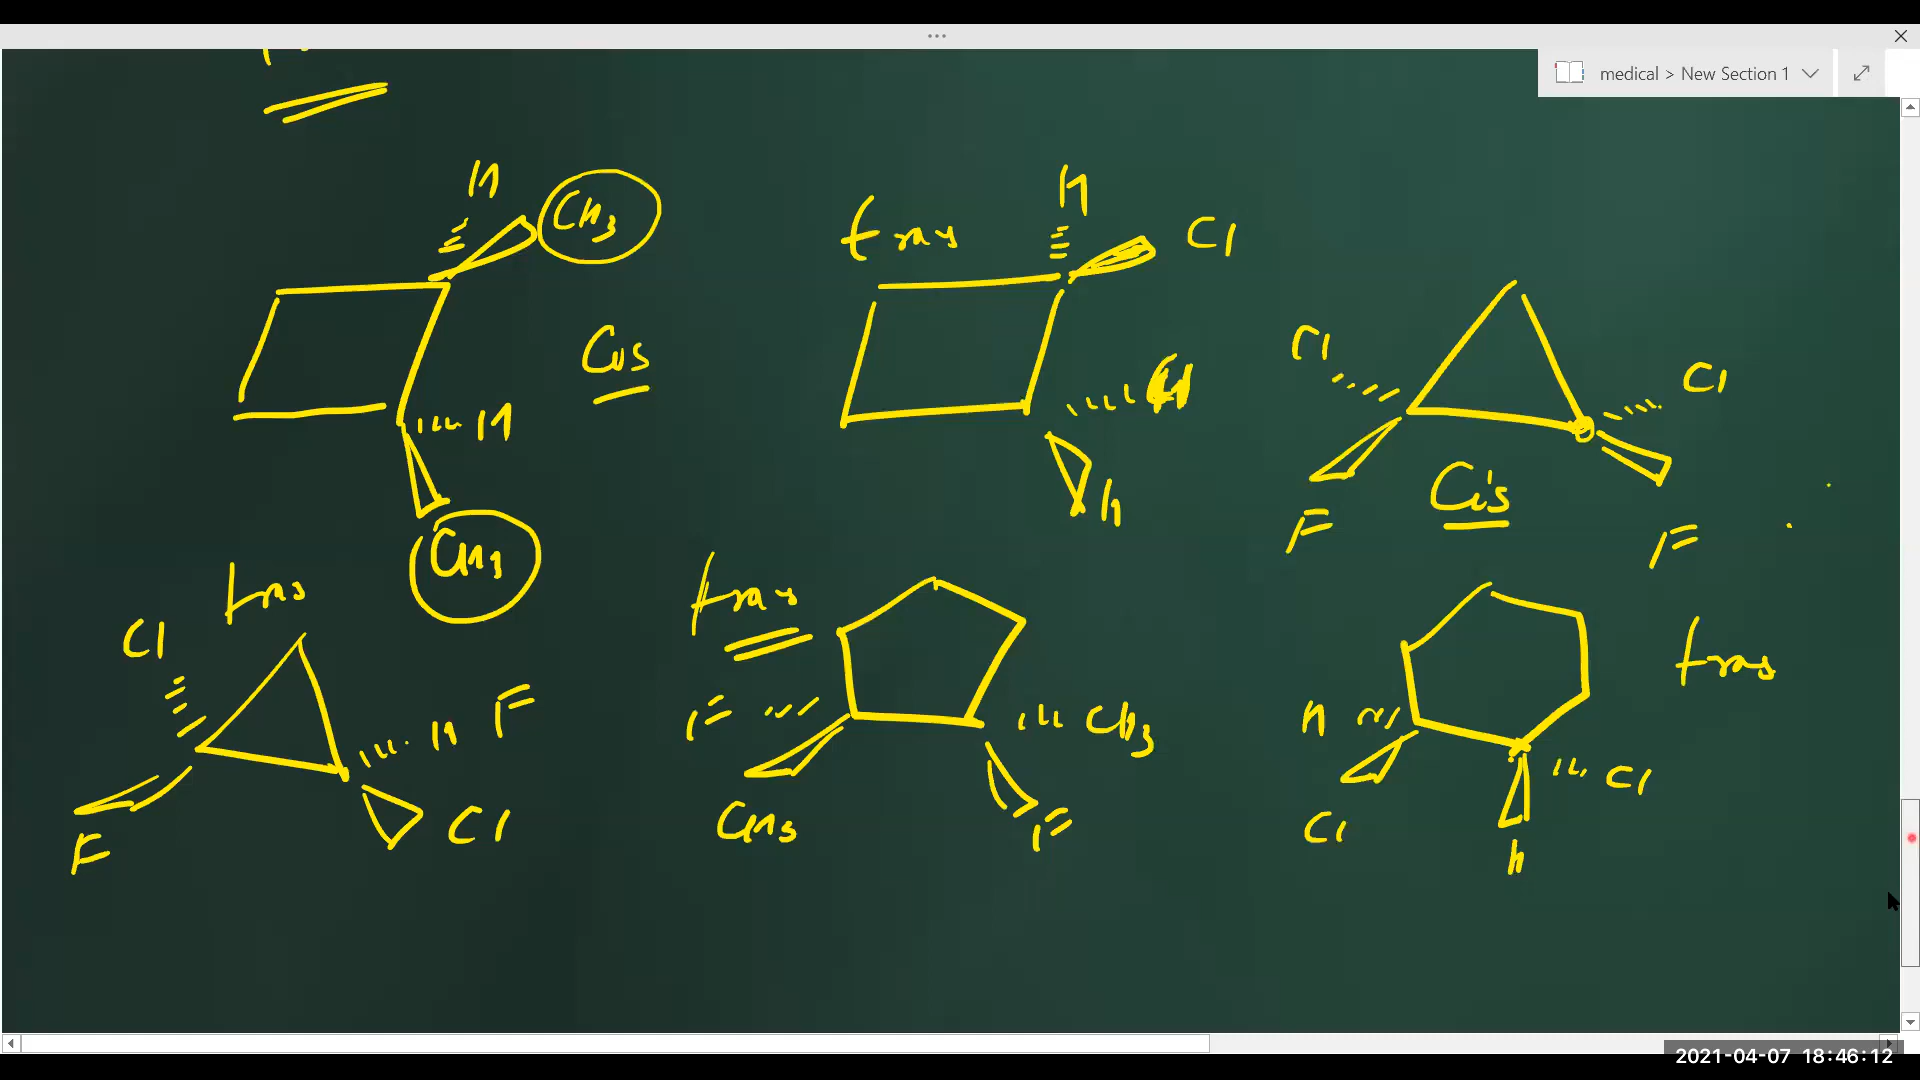 medical > New Section 1
H
CH3
Cis
H
CH3
trans
H
Cl
Cl
H
Cl
Cl
F
Cis
F
trans
Cl
H
F
F
Cl
trans
F
CH3
CH3
F
trans
H
Cl
Cl
H
2021-04-07 18:46:12